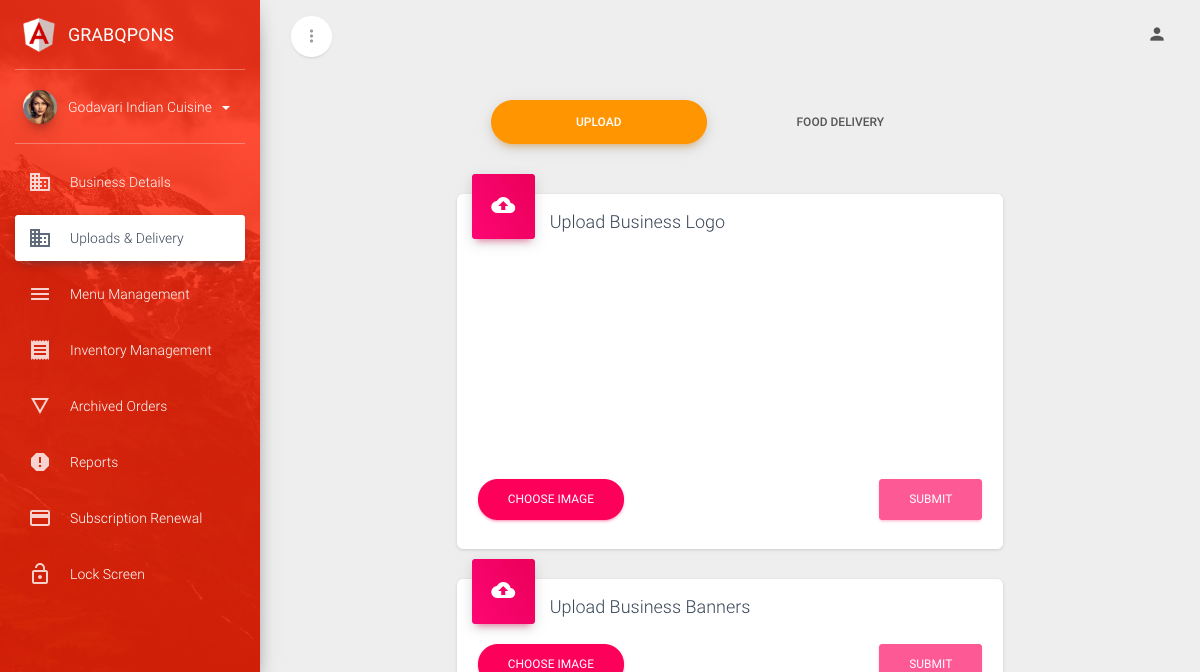 GRABQPONS
Godavari Indian Cuisine
Business Details
Uploads & Delivery
Menu Management
Inventory Management
Archived Orders
Reports
Subscription Renewal
Lock Screen
UPLOAD
FOOD DELIVERY
Upload Business Logo
CHOOSE IMAGE
SUBMIT
Upload Business Banners
CHOOSE IMAGE
SUBMIT